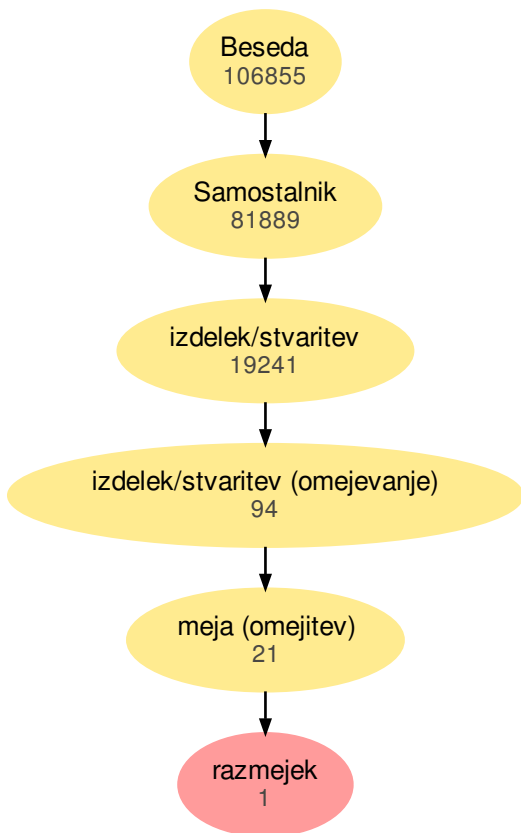 Beseda
106855
Samostalnik
81889
izdelek/stvaritev
19241
izdelek/stvaritev (omejevanje)
94
meja (omejitev)
21
razmejek
1